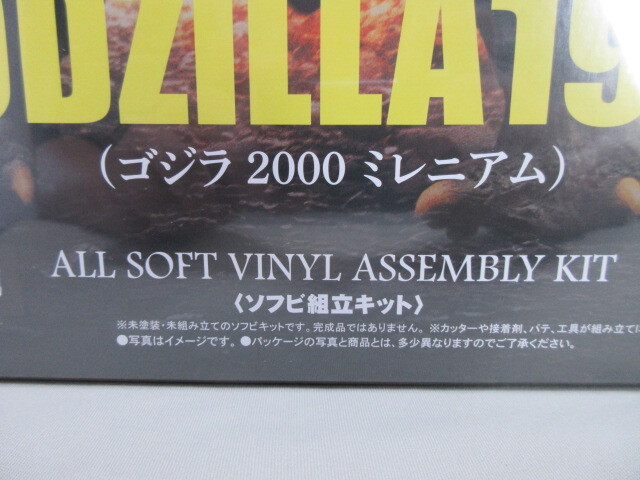 ODZILLA 19
(ゴジラ 2000 ミレニアム)
ALL SOFT VINYL ASSEMBLY KIT
〈ソフビ組立キット〉
※未塗装・未組み立てのソフビキットです。完成品ではありません。 ※カッターや接着剤、パテ、工具が組み立てに
●写真はイメージです。 ●パッケージの写真と商品とは、多少異なりますのでご了承ください。